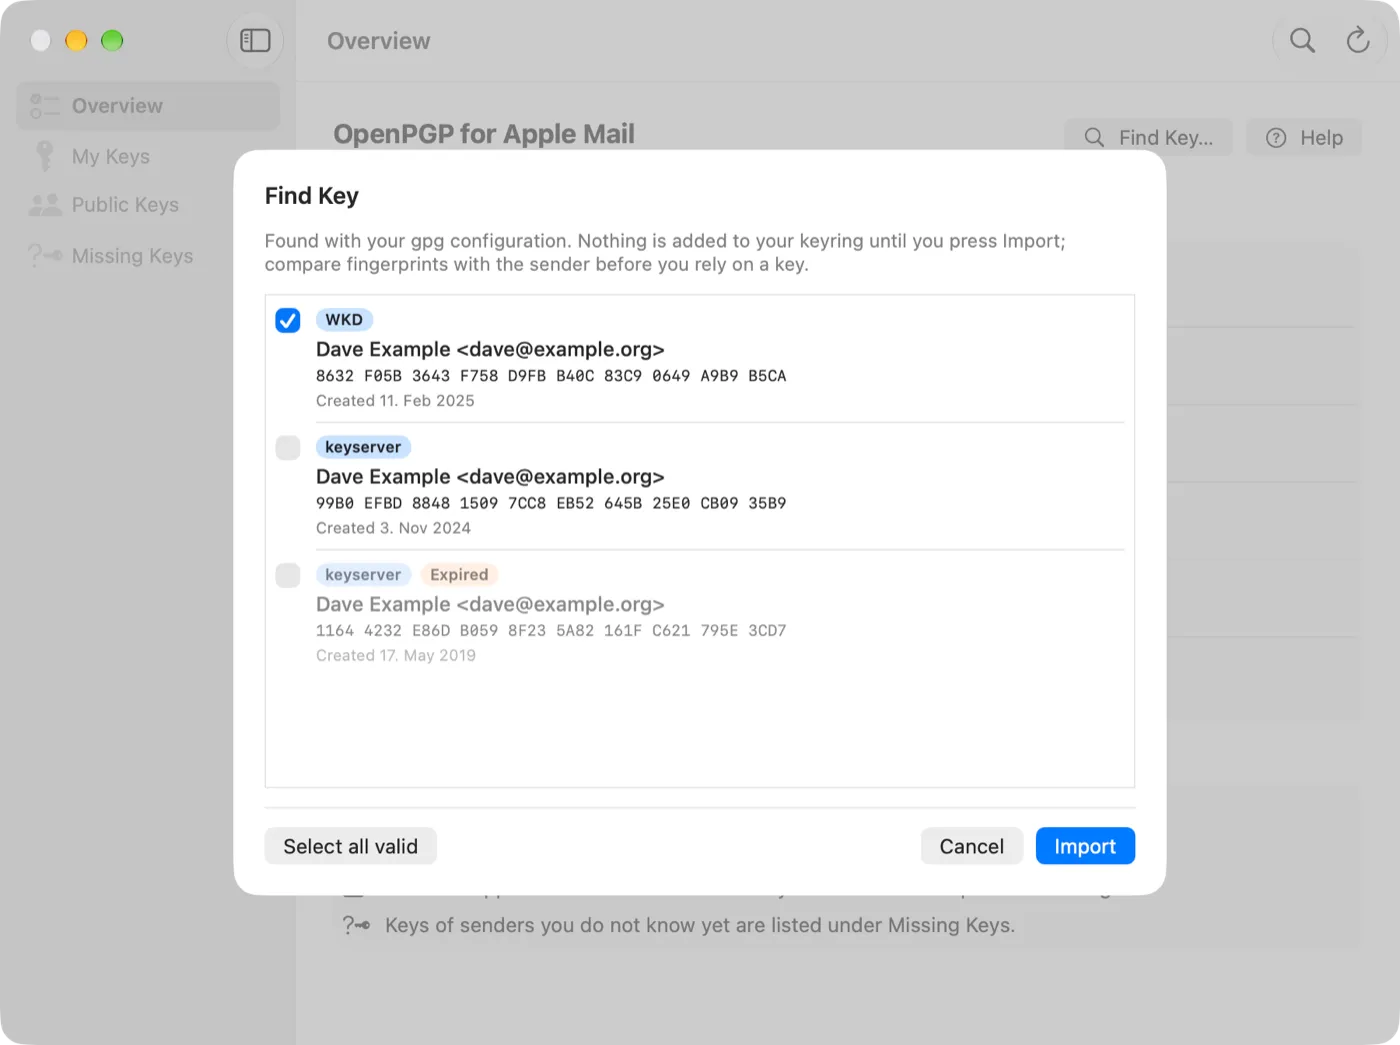 Overview
Overview
My Keys
Public Keys
Missing Keys
OpenPGP for Apple Mail
Find Key...
Help
Find Key
Found with your gpg configuration. Nothing is added to your keyring until you press Import;
compare fingerprints with the sender before you rely on a key.
WKD
Dave Example <dave@example.org>
8632 F05B 3643 F758 D9FB B40C 83C9 0649 A9B9 B5CA
Created 11. Feb 2025
keyserver
Dave Example <dave@example.org>
99B0 EFBD 8848 1509 7CC8 EB52 645B 25E0 CB09 35B9
Created 3. Nov 2024
keyserver Expired
Dave Example <dave@example.org>
1164 4232 E86D B059 8F23 5A82 161F C621 795E 3CD7
Created 17. May 2019
Select all valid
Cancel
Import
Keys of senders you do not know yet are listed under Missing Keys.